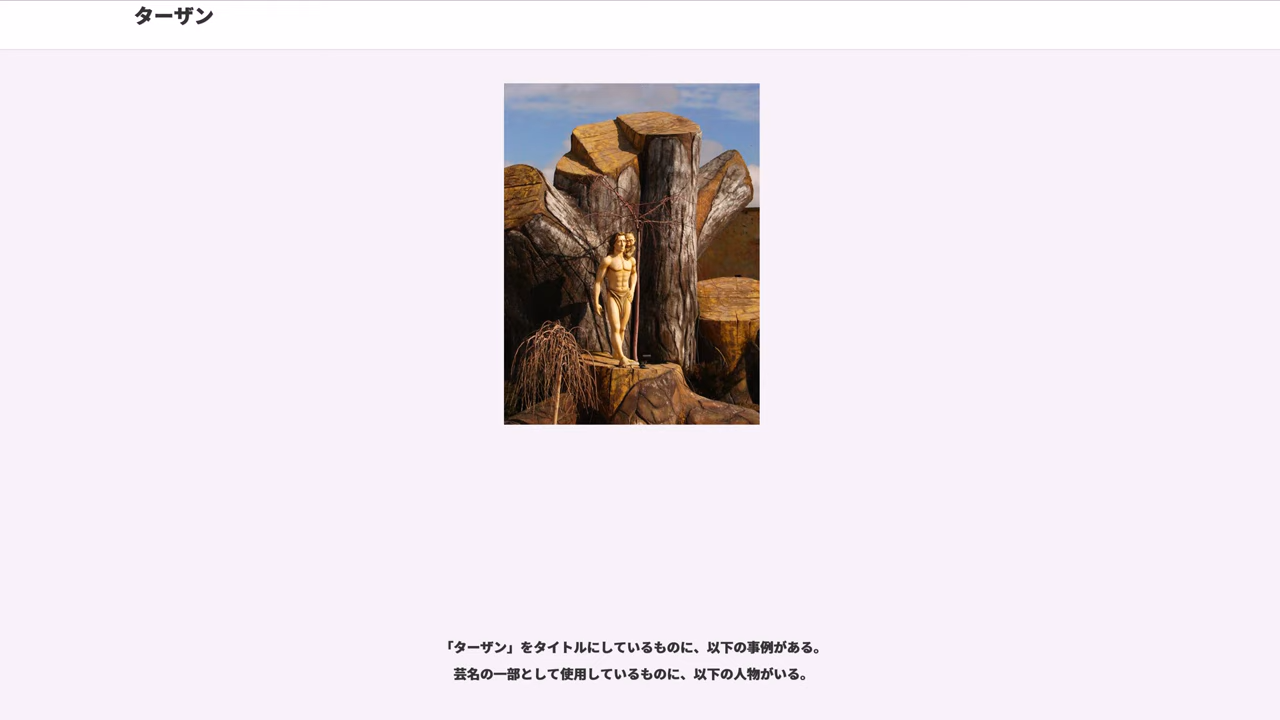 ターザン
「ターザン」をタイトルにしているものに、以下の事例がある。
芸名の一部として使用しているものに、以下の人物がいる。